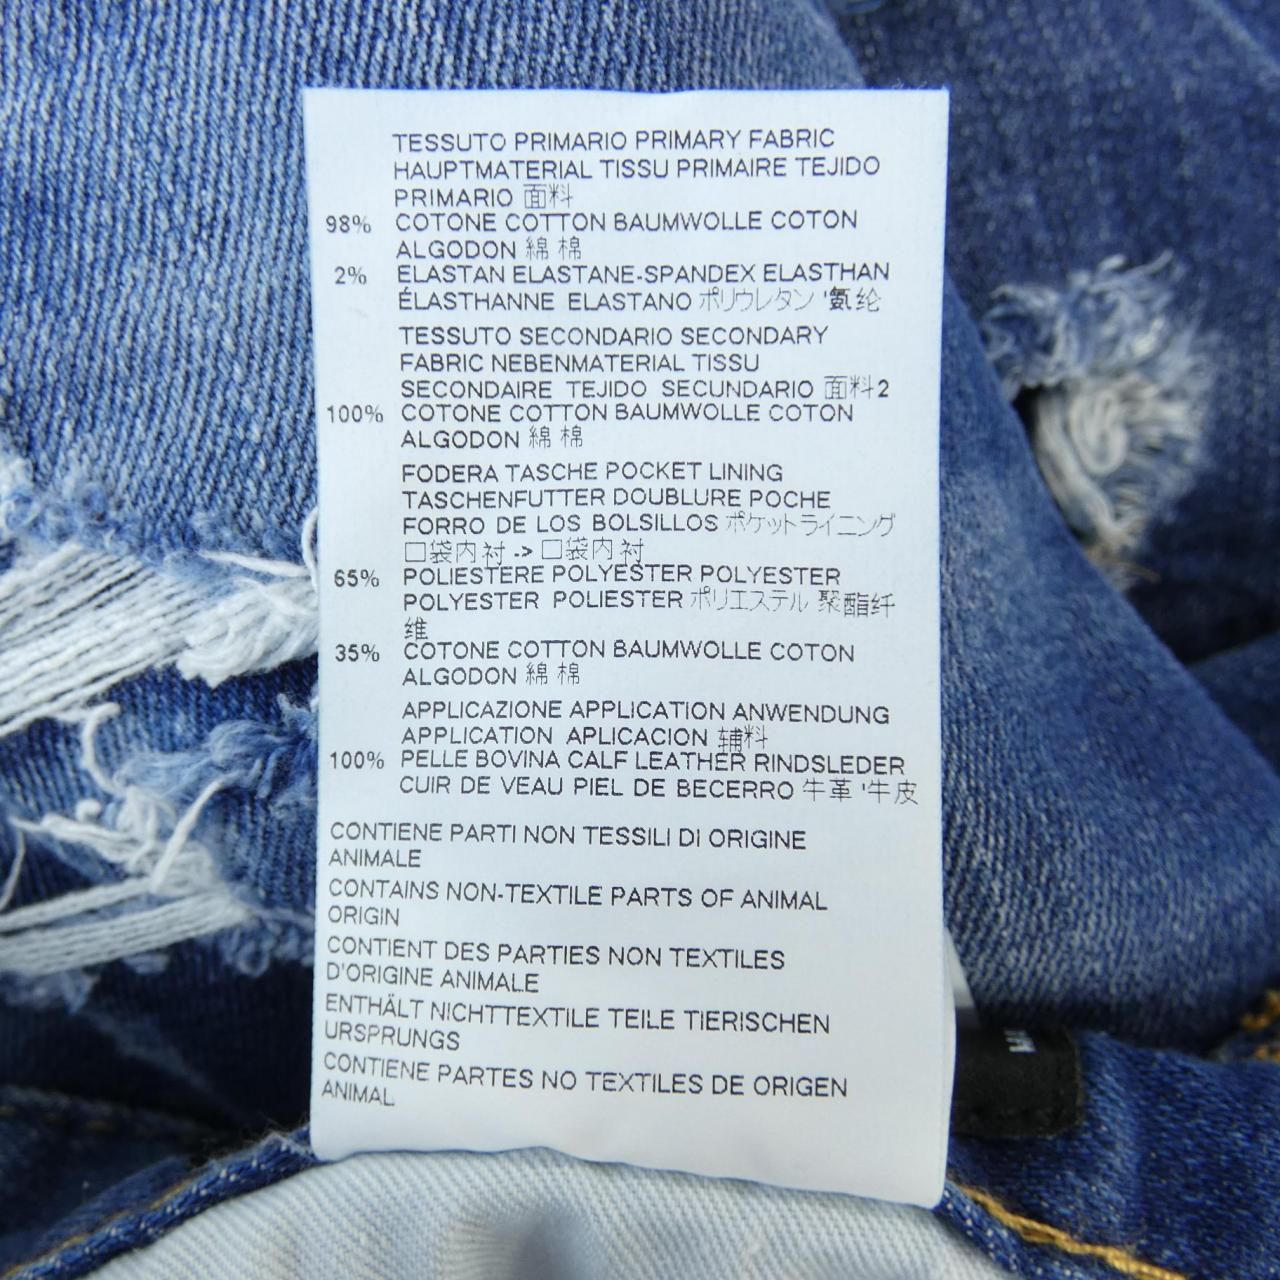 TESSUTO PRIMARIO PRIMARY FABRIC
HAUPTMATERIAL TISSU PRIMAIRE TEJIDO
PRIMARIO 面料
98% COTONE COTTON BAUMWOLLE COTON
ALGODON 綿 棉
2% ELASTAN ELASTANE-SPANDEX ELASTHAN
ÉLASTHANNE ELASTANO ポリウレタン '氨纶
TESSUTO SECONDARIO SECONDARY
FABRIC NEBENMATERIAL TISSU
SECONDAIRE TEJIDO SECUNDARIO 面料2
100% COTONE COTTON BAUMWOLLE COTON
ALGODON 綿 棉
FODERA TASCHE POCKET LINING
TASCHENFUTTER DOUBLURE POCHE
FORRO DE LOS BOLSILLOS ポケットライニング
口袋内衬 -> 口袋内衬
65% POLIESTERE POLYESTER POLYESTER
POLYESTER POLIESTER ポリエステル 聚酯纤
维
35% COTONE COTTON BAUMWOLLE COTON
ALGODON 綿 棉
APPLICAZIONE APPLICATION ANWENDUNG
APPLICATION APLICACION 辅料
100% PELLE BOVINA CALF LEATHER RINDSLEDER
CUIR DE VEAU PIEL DE BECERRO 牛革 '牛皮
CONTIENE PARTI NON TESSILI DI ORIGINE
ANIMALE
CONTAINS NON-TEXTILE PARTS OF ANIMAL
ORIGIN
CONTIENT DES PARTIES NON TEXTILES
D'ORIGINE ANIMALE
ENTHÄLT NICHTTEXTILE TEILE TIERISCHEN
URSPRUNGS
CONTIENE PARTES NO TEXTILES DE ORIGEN
ANIMAL